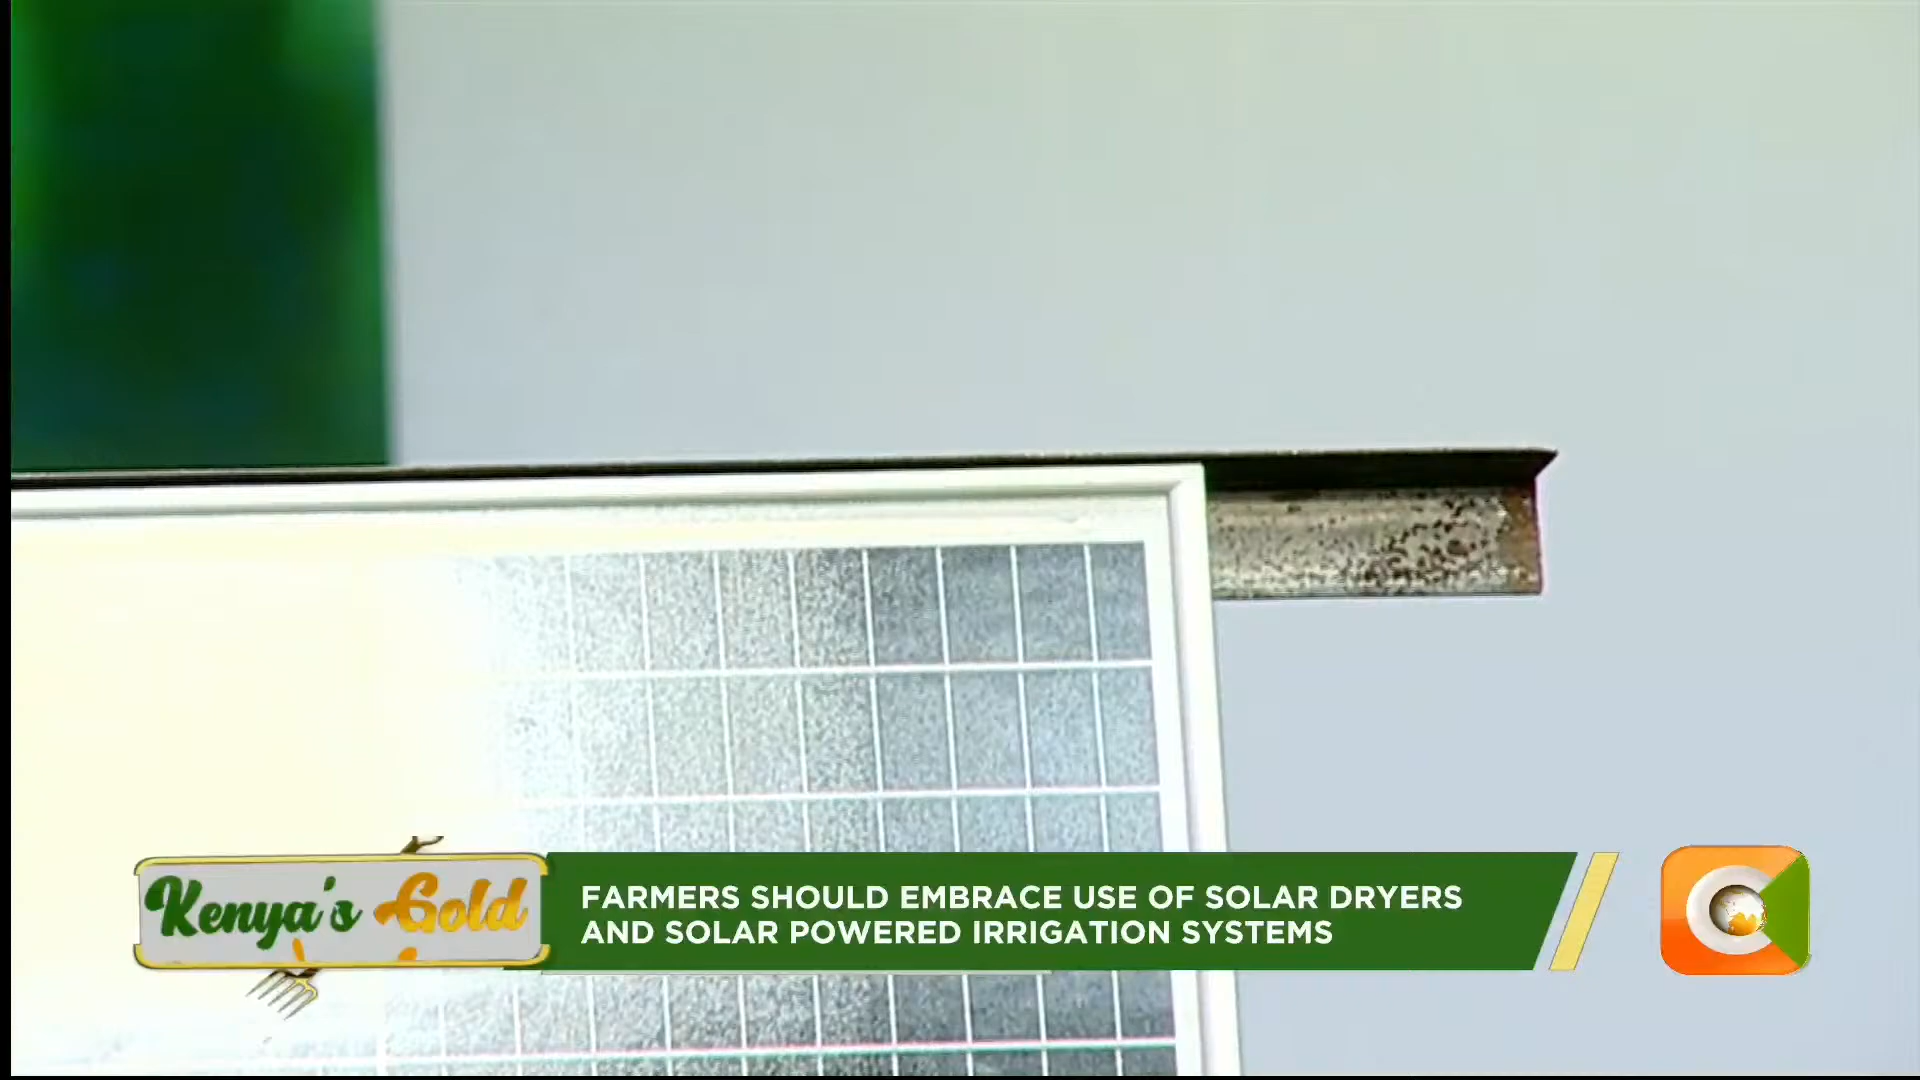 Kenya's Gold
FARMERS SHOULD EMBRACE USE OF SOLAR DRYERS
AND SOLAR POWERED IRRIGATION SYSTEMS